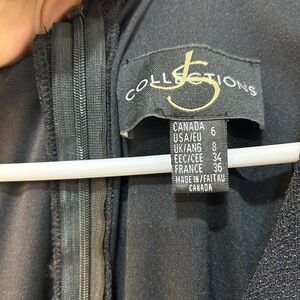 JS
COLLECTIONS
CANADA 6
USA/EU
UK/ANG 8
EEC/CEE 34
FRANCE 36
MADE IN/FAIT AU
CANADA